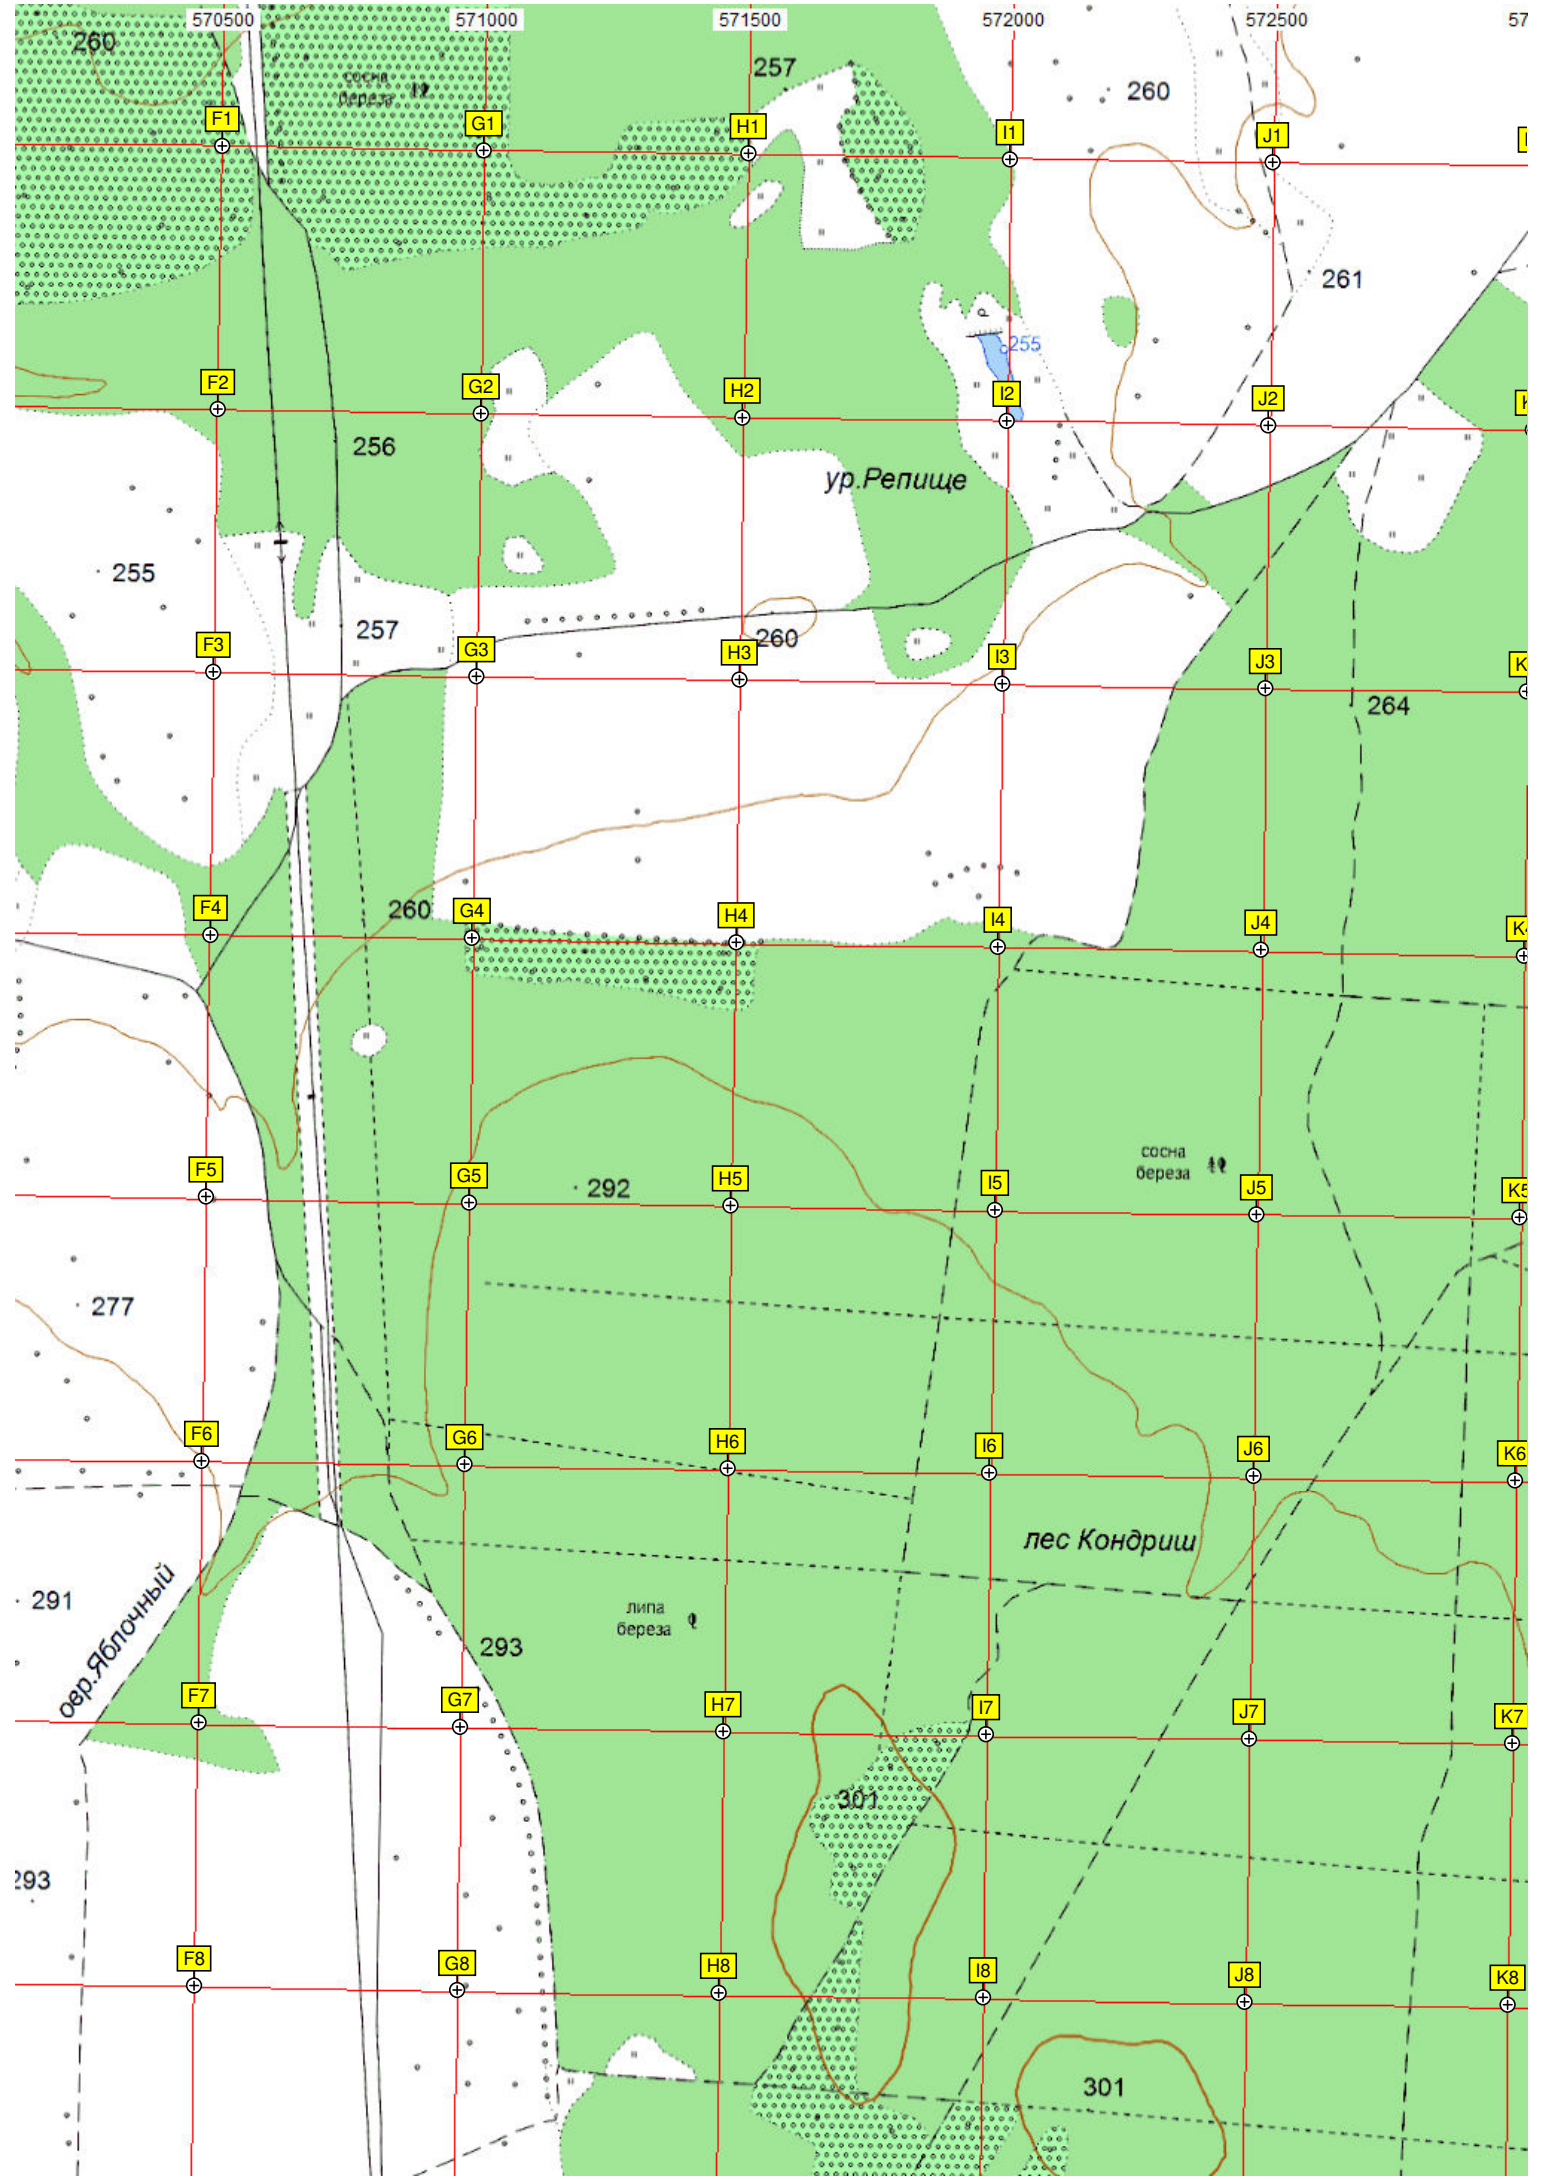 570500 571000 571500 572000 572500 57
260
сосна
береза
257
260
F1 G1 H1 I1 J1
261
255
F2 G2 H2 I2 J2 K
256
ур.Репище
255
257
260
F3 G3 H3 I3 J3 K
264
260
F4 G4 H4 I4 J4 K4
сосна
береза
F5 G5 H5 I5 J5 K5
292
277
F6 G6 H6 I6 J6 K6
лес Кондриш
291
овр.Яблочный
липа
береза
293
F7 G7 H7 I7 J7 K7
301
293
F8 G8 H8 I8 J8 K8
301